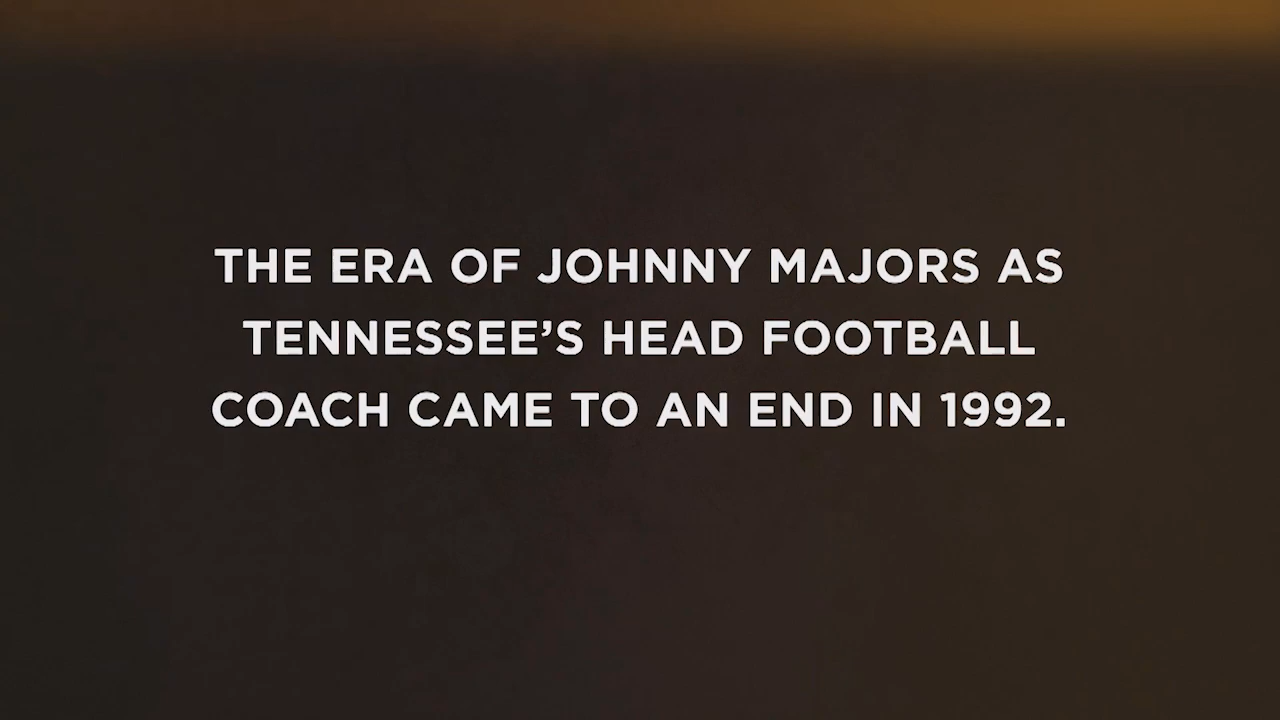 THE ERA OF JOHNNY MAJORS AS
TENNESSEE’S HEAD FOOTBALL
COACH CAME TO AN END IN 1992.